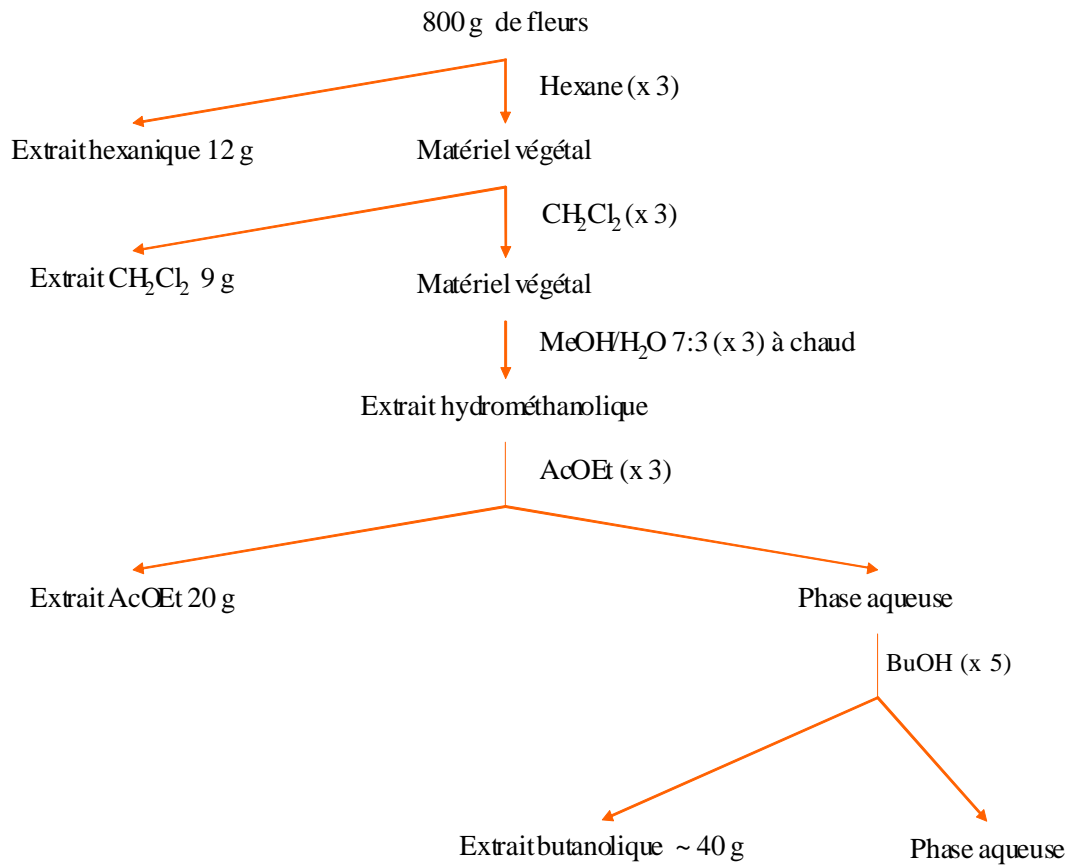 800 g de fleurs
Hexane (x 3)
Extrait hexanique 12 g
Matériel végétal
CH₂Cl₂ (x 3)
Extrait CH₂Cl₂ 9 g
Matériel végétal
MeOH/H₂O 7:3 (x 3) à chaud
Extrait hydrométhanolique
AcOEt (x 3)
Extrait AcOEt 20 g
Phase aqueuse
BuOH (x 5)
Extrait butanolique ~ 40 g
Phase aqueuse